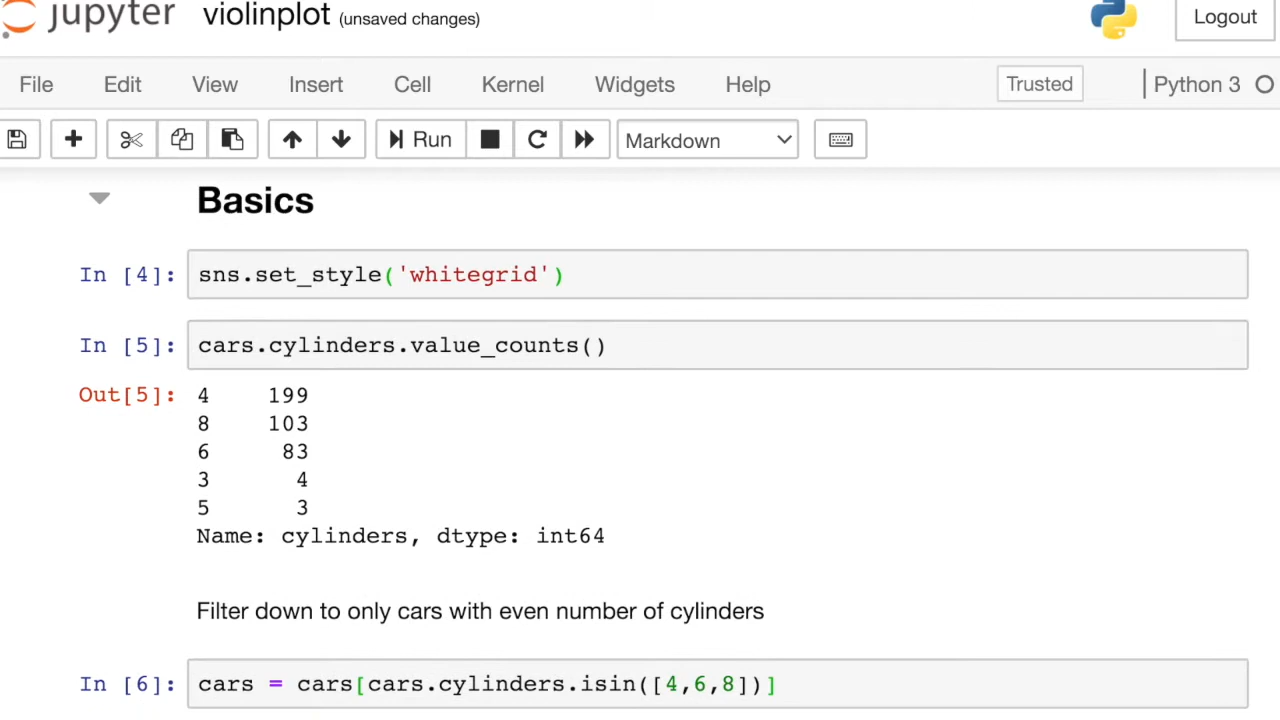 jupyter violinplot (unsaved changes) Logout
File Edit View Insert Cell Kernel Widgets Help Trusted Python 3
Run Markdown
Basics
In [4]: sns.set_style('whitegrid')
In [5]: cars.cylinders.value_counts()
Out[5]: 4 199
8 103
6 83
3 4
5 3
Name: cylinders, dtype: int64
Filter down to only cars with even number of cylinders
In [6]: cars = cars[cars.cylinders.isin([4,6,8])]